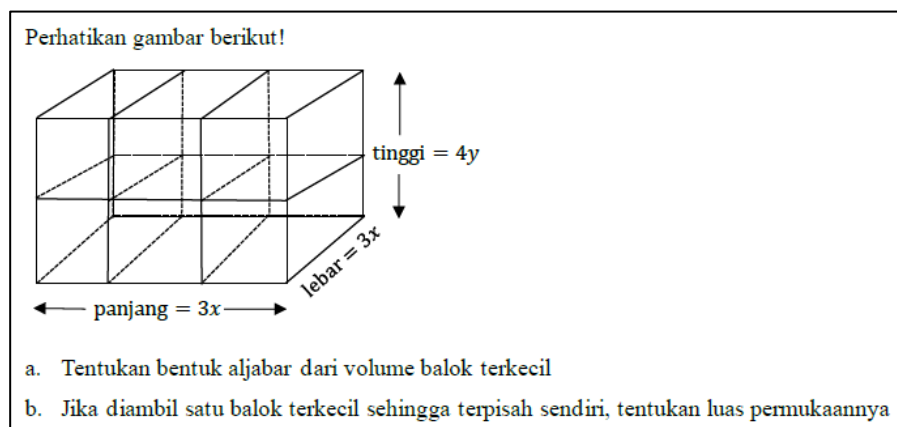 Perhatikan gambar berikut!
tinggi = 4y
lebar = 3x
panjang = 3x
a. Tentukan bentuk aljabar dari volume balok terkecil
b. Jika diambil satu balok terkecil sehingga terpisah sendiri, tentukan luas permukaannya